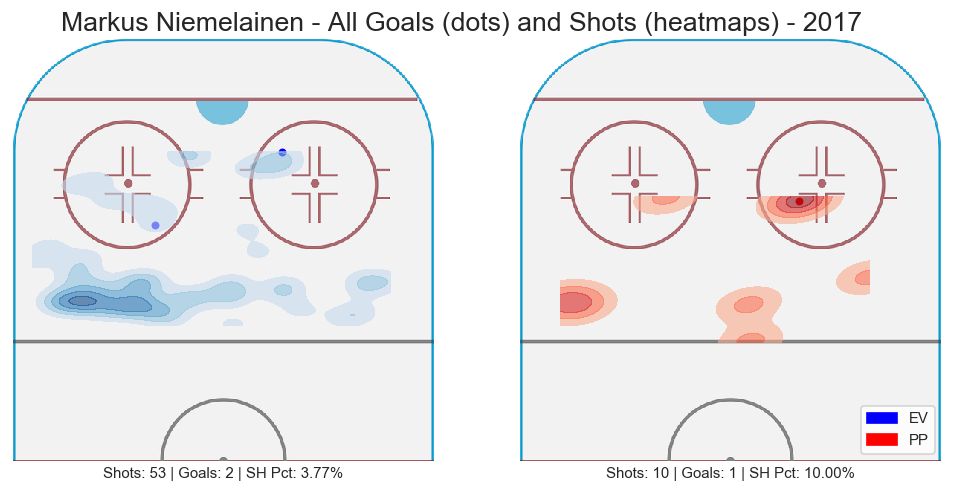 Markus Niemelainen - All Goals (dots) and Shots (heatmaps) - 2017
EV
PP
Shots: 53 | Goals: 2 | SH Pct: 3.77%
Shots: 10 | Goals: 1 | SH Pct: 10.00%